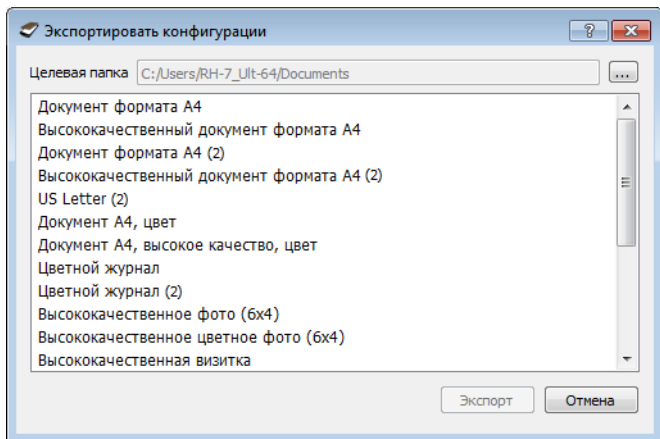 Экспортировать конфигурации
Целевая папка C:/Users/RH-7_Ult-64/Documents ...
Документ формата A4
Высококачественный документ формата A4
Документ формата A4 (2)
Высококачественный документ формата A4 (2)
US Letter (2)
Документ A4, цвет
Документ A4, высокое качество, цвет
Цветной журнал
Цветной журнал (2)
Высококачественное фото (6x4)
Высококачественное цветное фото (6x4)
Высококачественная визитка
Экспорт Отмена